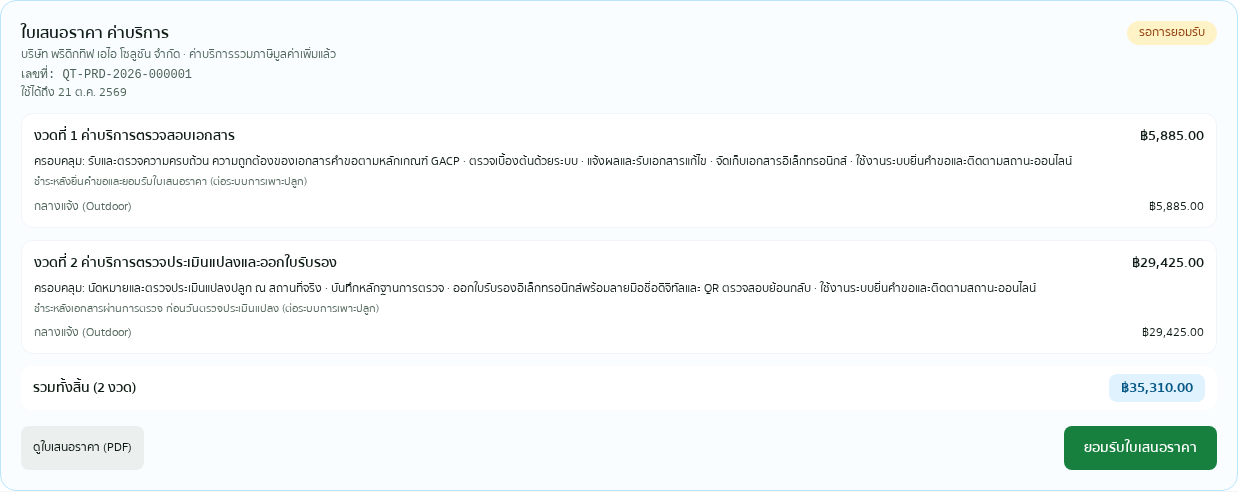 ใบเสนอราคา ค่าบริการ
รอการยอมรับ
บริษัท พรีดิกทิฟ เอไอ โซลูชัน จำกัด · ค่าบริการรวมภาษีมูลค่าเพิ่มแล้ว
เลขที่: QT-PRD-2026-000001
ใช้ได้ถึง 21 ต.ค. 2569
งวดที่ 1 ค่าบริการตรวจสอบเอกสาร
฿5,885.00
ครอบคลุม: รับและตรวจความครบถ้วน ความถูกต้องของเอกสารคำขอตามหลักเกณฑ์ GACP · ตรวจเบื้องต้นด้วยระบบ · แจ้งผลและรับเอกสารแก้ไข · จัดเก็บเอกสารอิเล็กทรอนิกส์ · ใช้งานระบบยื่นคำขอและติดตามสถานะออนไลน์
ชำระหลังยื่นคำขอและยอมรับใบเสนอราคา (ต่อระบบการเพาะปลูก)
กลางแจ้ง (Outdoor)
฿5,885.00
งวดที่ 2 ค่าบริการตรวจประเมินแปลงและออกใบรับรอง
฿29,425.00
ครอบคลุม: นัดหมายและตรวจประเมินแปลงปลูก ณ สถานที่จริง · บันทึกหลักฐานการตรวจ · ออกใบรับรองอิเล็กทรอนิกส์พร้อมลายมือชื่อดิจิทัลและ QR ตรวจสอบย้อนกลับ · ใช้งานระบบยื่นคำขอและติดตามสถานะออนไลน์
ชำระหลังเอกสารผ่านการตรวจ ก่อนวันตรวจประเมินแปลง (ต่อระบบการเพาะปลูก)
กลางแจ้ง (Outdoor)
฿29,425.00
รวมทั้งสิ้น (2 งวด)
฿35,310.00
ดูใบเสนอราคา (PDF)
ยอมรับใบเสนอราคา